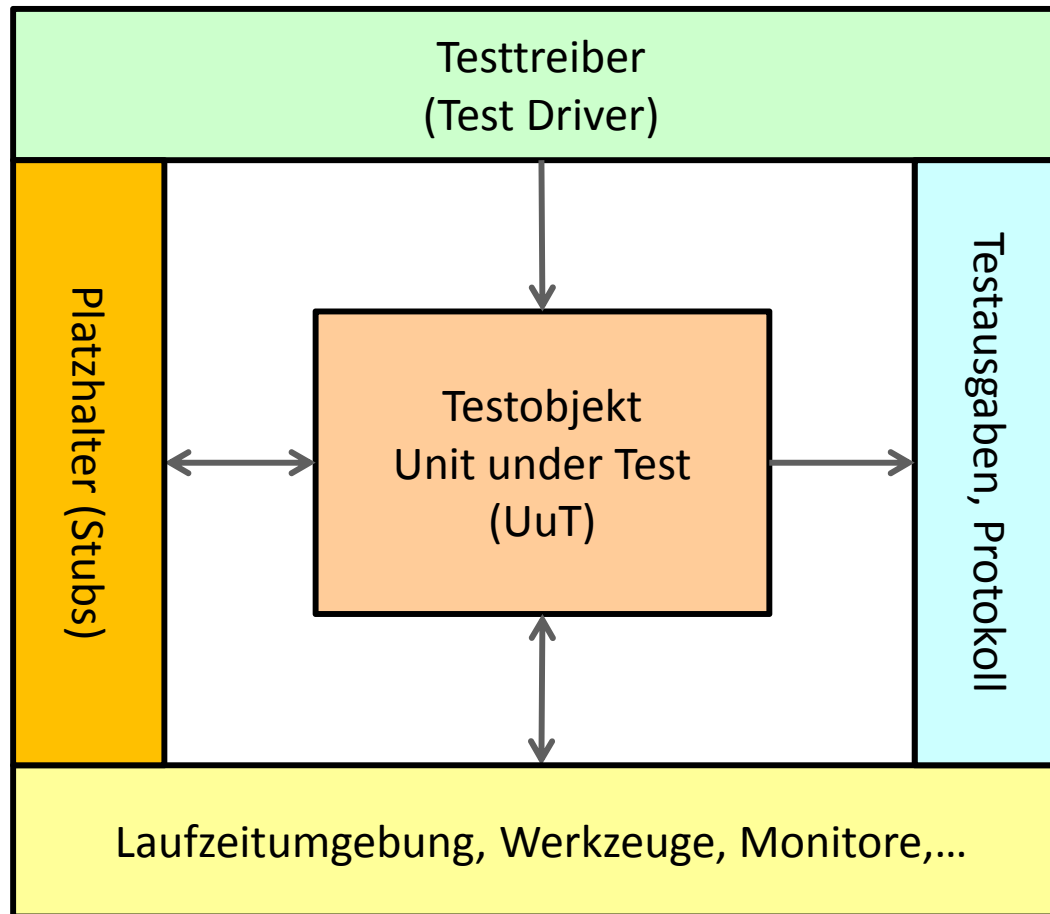 Testtreiber
(Test Driver)
Platzhalter (Stubs)
Testobjekt
Unit under Test
(UuT)
Testausgaben, Protokoll
Laufzeitumgebung, Werkzeuge, Monitore,…